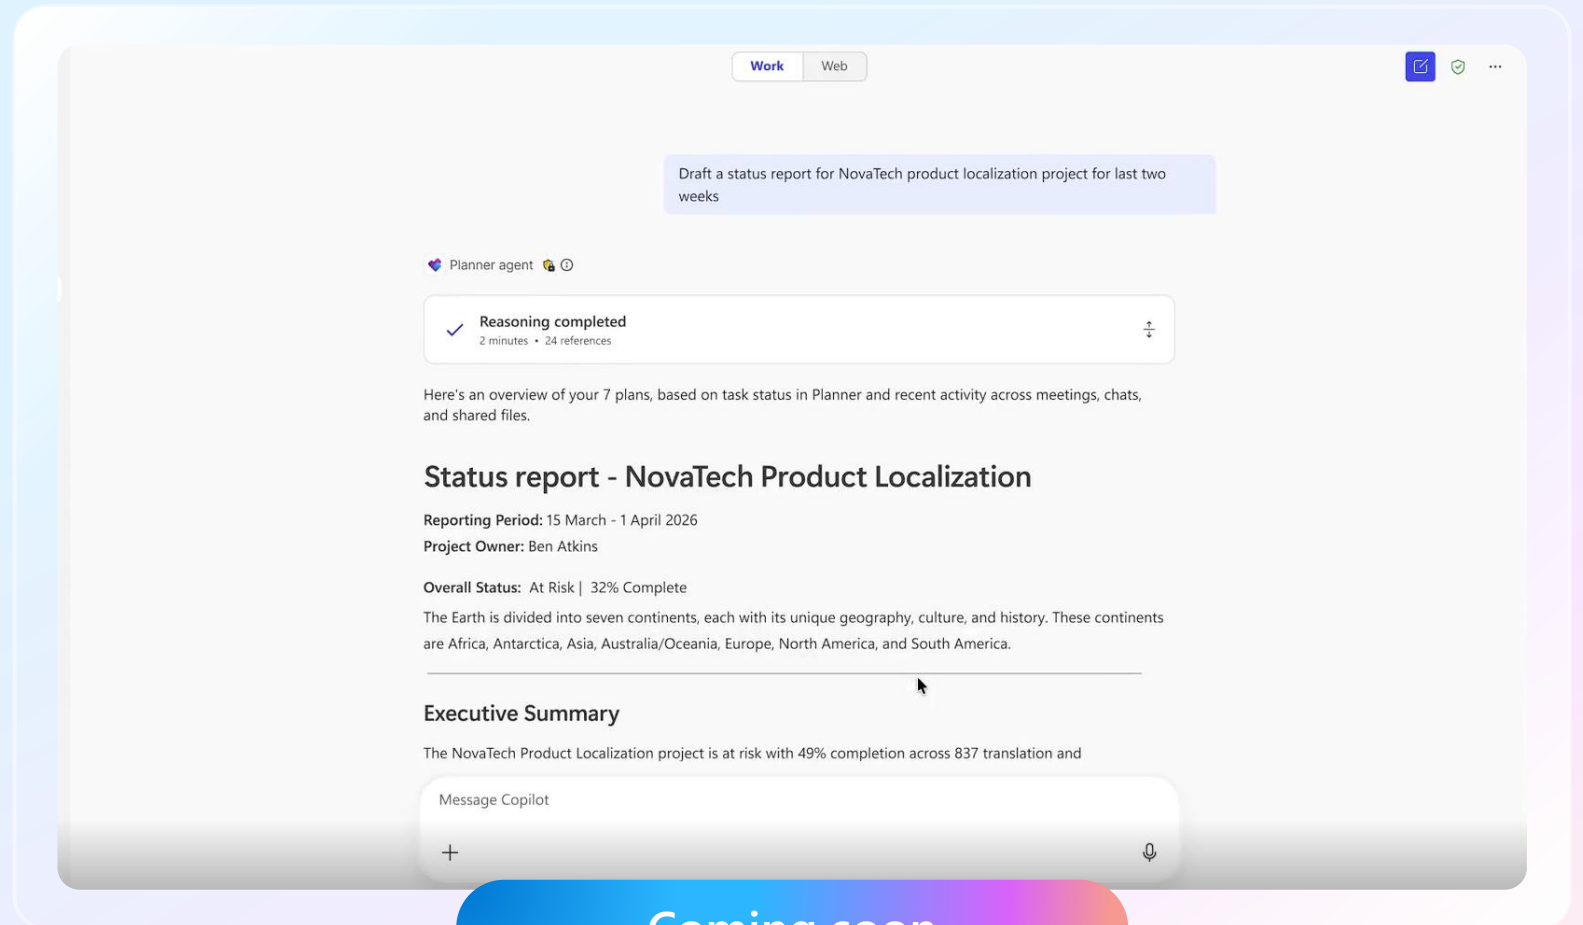 Work
Web
Draft a status report for NovaTech product localization project for last two
weeks
Planner agent
Reasoning completed
2 minutes • 24 references
Here's an overview of your 7 plans, based on task status in Planner and recent activity across meetings, chats,
and shared files.
Status report - NovaTech Product Localization
Reporting Period: 15 March - 1 April 2026
Project Owner: Ben Atkins
Overall Status: At Risk | 32% Complete
The Earth is divided into seven continents, each with its unique geography, culture, and history. These continents
are Africa, Antarctica, Asia, Australia/Oceania, Europe, North America, and South America.
Executive Summary
The NovaTech Product Localization project is at risk with 49% completion across 837 translation and
Message Copilot
Coming soon